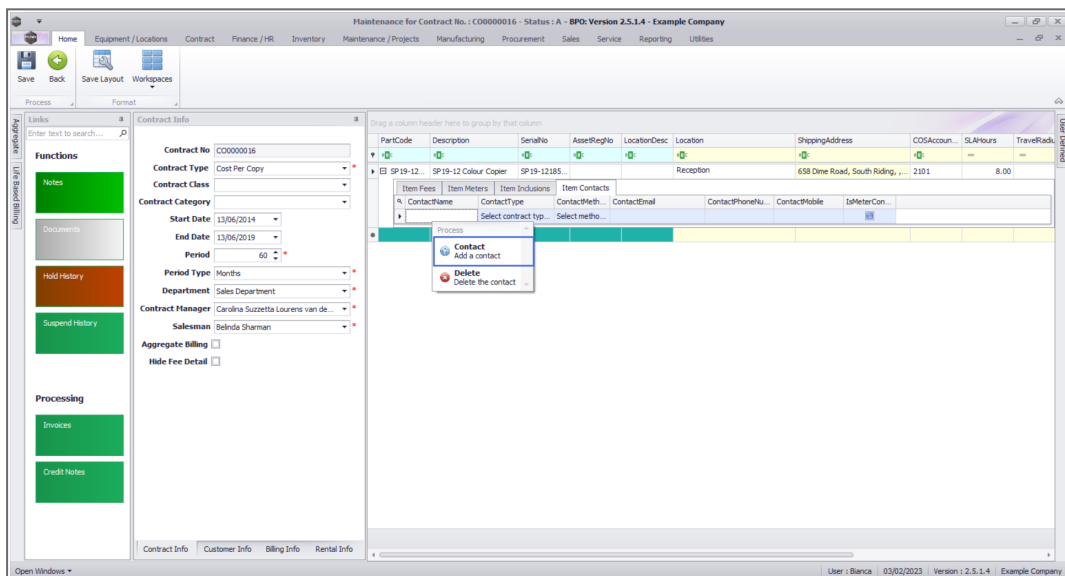 Maintenance for Contract No. : CO0000016 - Status : A - BPO: Version 2.5.1.4 - Example Company
Home Equipment / Locations Contract Finance / HR Inventory Maintenance / Projects Manufacturing Procurement Sales Service Reporting Utilities
Save Back Save Layout Workspaces
Process Format
Aggregate
Life Based Billing
Links
Enter text to search...
Functions
Notes
Documents
Hold History
Suspend History
Processing
Invoices
Credit Notes
Contract Info
Contract No CO0000016
Contract Type Cost Per Copy *
Contract Class
Contract Category
Start Date 13/06/2014
End Date 13/06/2019
Period 60 *
Period Type Months *
Department Sales Department *
Contract Manager Carolina Suzzetta Lourens van de... *
Salesman Belinda Sharman *
Aggregate Billing
Hide Fee Detail
Contract Info Customer Info Billing Info Rental Info
Drag a column header here to group by that column
PartCode Description SerialNo AssetRegNo LocationDesc Location ShippingAddress COSAccoun... SLAHours TravelRadiu
SP19-12... SP19-12 Colour Copier SP19-12185... Reception 658 Dime Road, South Riding, ,... 2101 8.00
Item Fees Item Meters Item Inclusions Item Contacts
ContactName ContactType ContactMeth... ContactEmail ContactPhoneNu... ContactMobile IsMeterCon...
Select contract typ... Select metho...
Process
Contact
Add a contact
Delete
Delete the contact
User Defined
Open Windows
User : Bianca 03/02/2023 Version : 2.5.1.4 Example Company